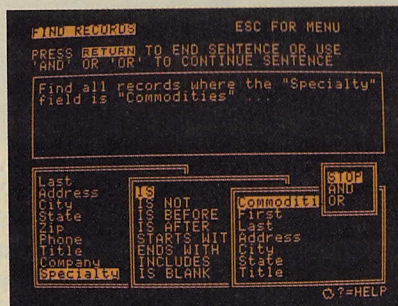 FIND RECORDS ESC FOR MENU
PRESS RETURN TO END SENTENCE OR USE
'AND' OR 'OR' TO CONTINUE SENTENCE
Find all records where the "Specialty"
field is "Commodities" ...
Last
Address
City
State
Zip
Phone
Title
Company
Specialty
IS
IS NOT
IS BEFORE
IS AFTER
STARTS WIT
ENDS WITH
INCLUDES
IS BLANK
Commoditi
First
Last
Address
City
State
Title
STOP
AND
OR
?=HELP